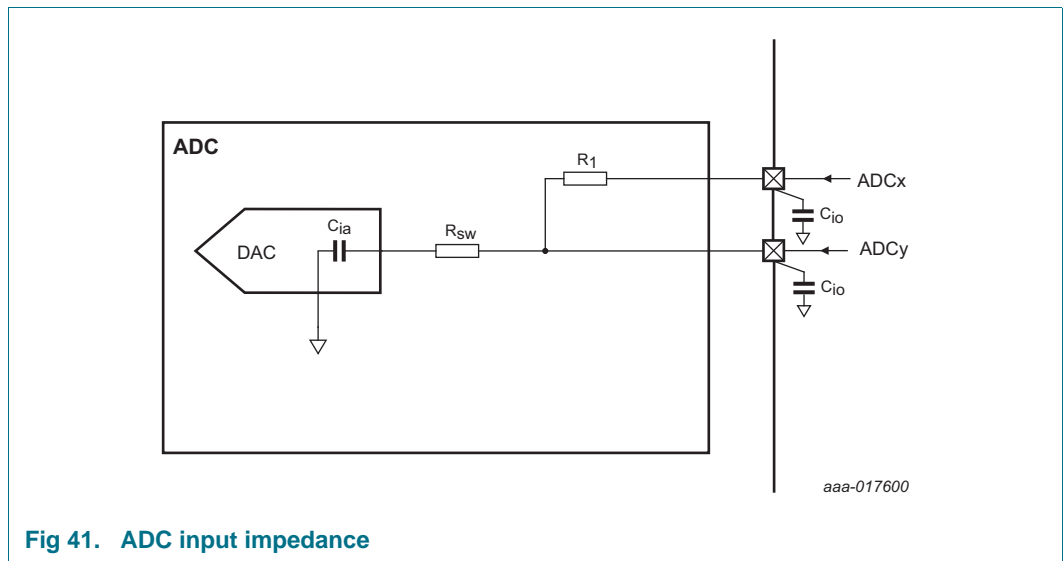 ADC
R1
ADCx
Cio
Cia
Rsw
DAC
ADCy
Cio
aaa-017600
Fig 41. ADC input impedance